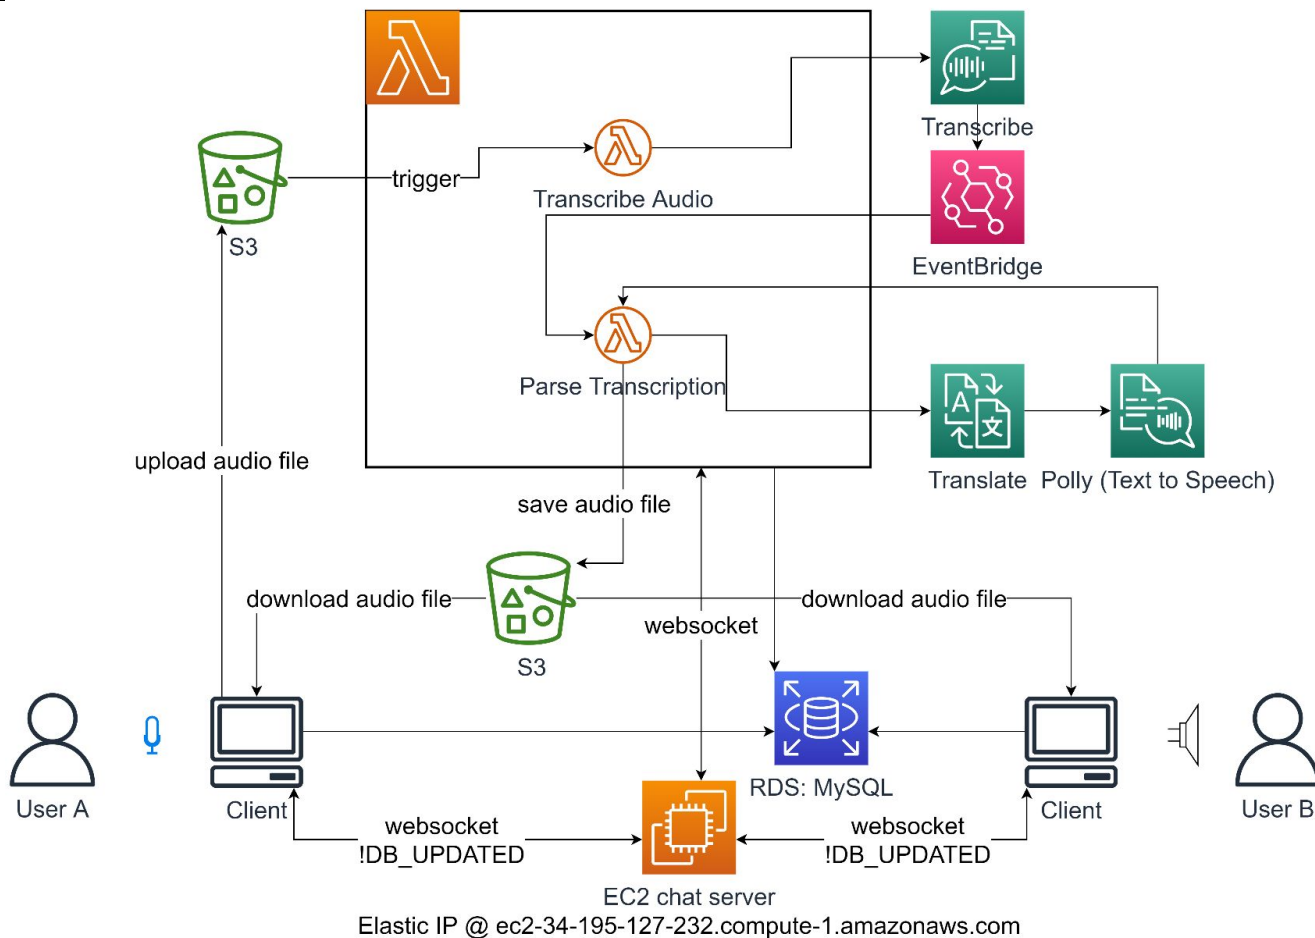 Transcribe
trigger
Transcribe Audio
S3
EventBridge
Parse Transcription
A
文
upload audio file
Translate
Polly (Text to Speech)
save audio file
download audio file
download audio file
websocket
S3
RDS: MySQL
User A
Client
Client
User B
websocket
!DB_UPDATED
websocket
!DB_UPDATED
EC2 chat server
Elastic IP @ ec2-34-195-127-232.compute-1.amazonaws.com